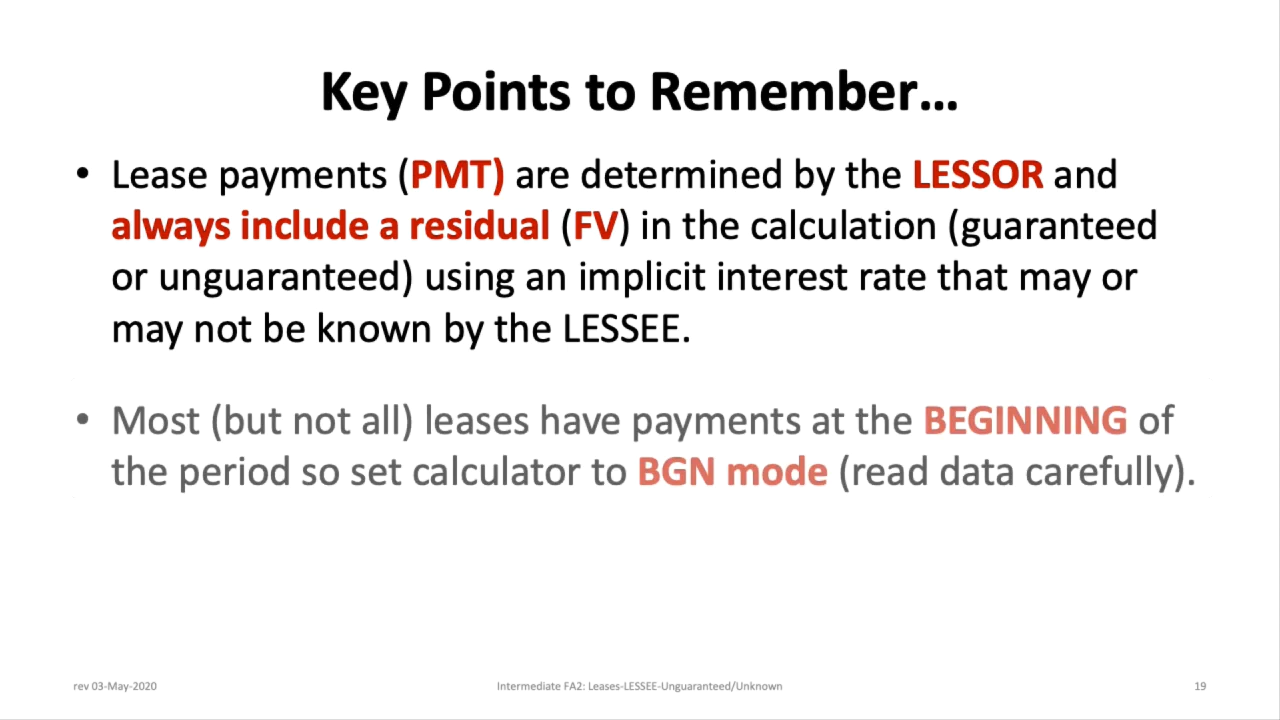 Key Points to Remember…
• Lease payments (PMT) are determined by the LESSOR and
always include a residual (FV) in the calculation (guaranteed
or unguaranteed) using an implicit interest rate that may or
may not be known by the LESSEE.
• Most (but not all) leases have payments at the BEGINNING of
the period so set calculator to BGN mode (read data carefully).
rev 03-May-2020
Intermediate FA2: Leases-LESSEE-Unguaranteed/Unknown
19